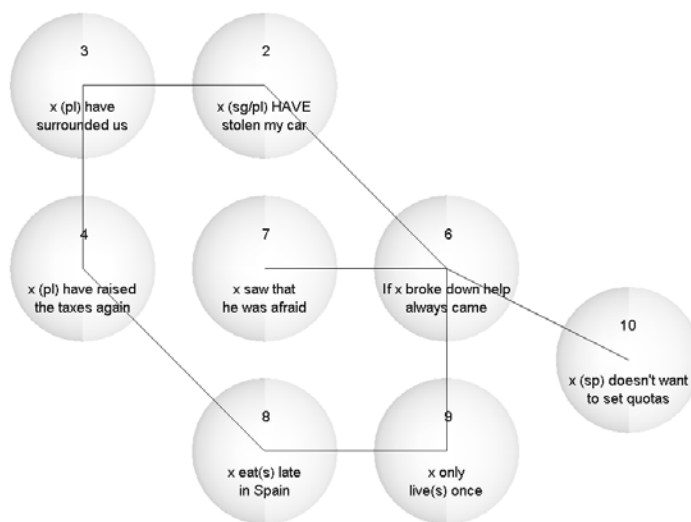 3
x (pl) have
surrounded us
2
x (sg/pl) HAVE
stolen my car
4
x (pl) have raised
the taxes again
7
x saw that
he was afraid
6
If x broke down help
always came
10
x (sp) doesn't want
to set quotas
8
x eat(s) late
in Spain
9
x only
live(s) once